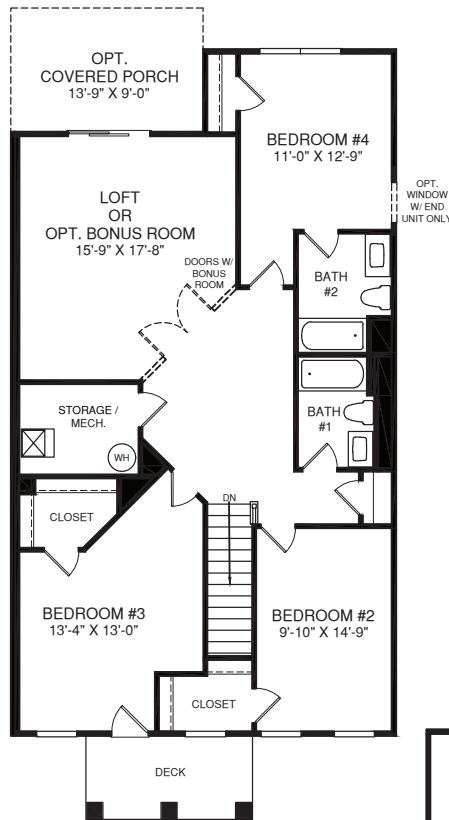 OPT.
COVERED PORCH
13'-9" X 9'-0"
BEDROOM #4
11'-0" X 12'-9"
OPT.
WINDOW
W/ END
UNIT ONLY
LOFT
OR
OPT. BONUS ROOM
15'-9" X 17'-8"
DOORS W/
BONUS
ROOM
BATH
#2
STORAGE /
MECH.
WH
BATH
#1
CLOSET
DN
BEDROOM #3
13'-4" X 13'-0"
BEDROOM #2
9'-10" X 14'-9"
CLOSET
DECK